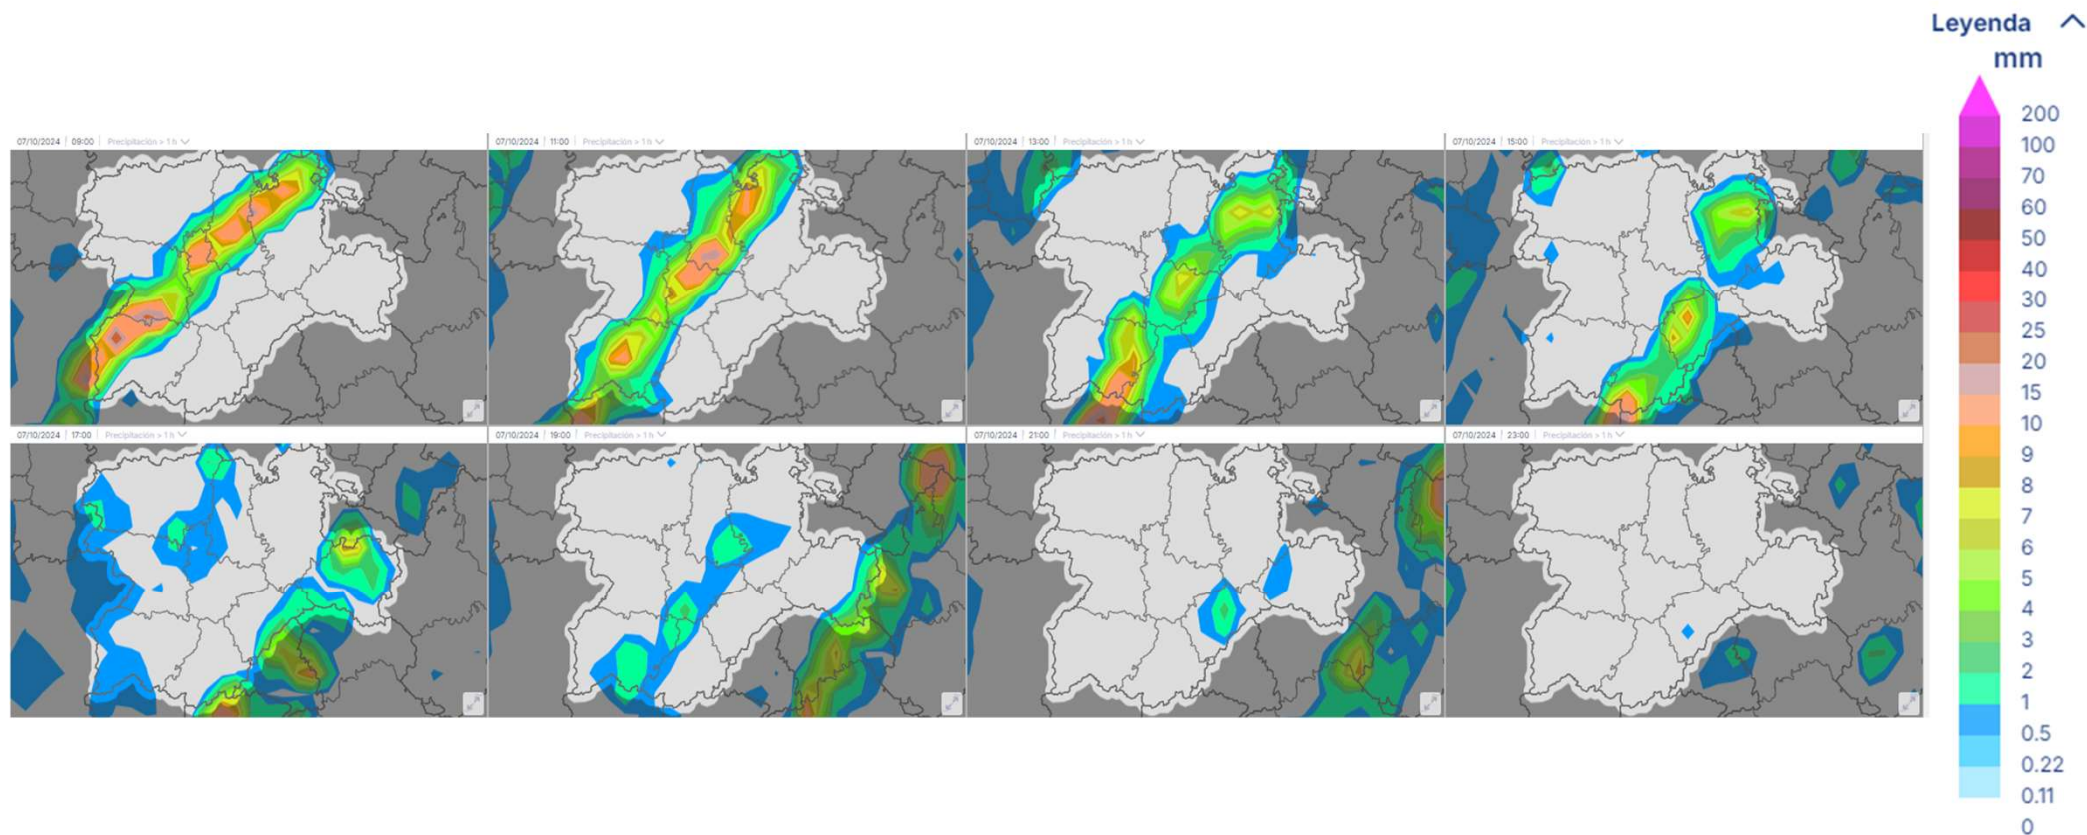 Leyenda
mm
07/10/2024 | 09:00 Precipitación > 1 h
07/10/2024 | 11:00 Precipitación > 1 h
07/10/2024 | 13:00 Precipitación > 1 h
07/10/2024 | 15:00 Precipitación > 1 h
07/10/2024 | 17:00 Precipitación > 1 h
07/10/2024 | 19:00 Precipitación > 1 h
07/10/2024 | 21:00 Precipitación > 1 h
07/10/2024 | 23:00 Precipitación > 1 h
200
100
70
60
50
40
30
25
20
15
10
9
8
7
6
5
4
3
2
1
0.5
0.22
0.11
0